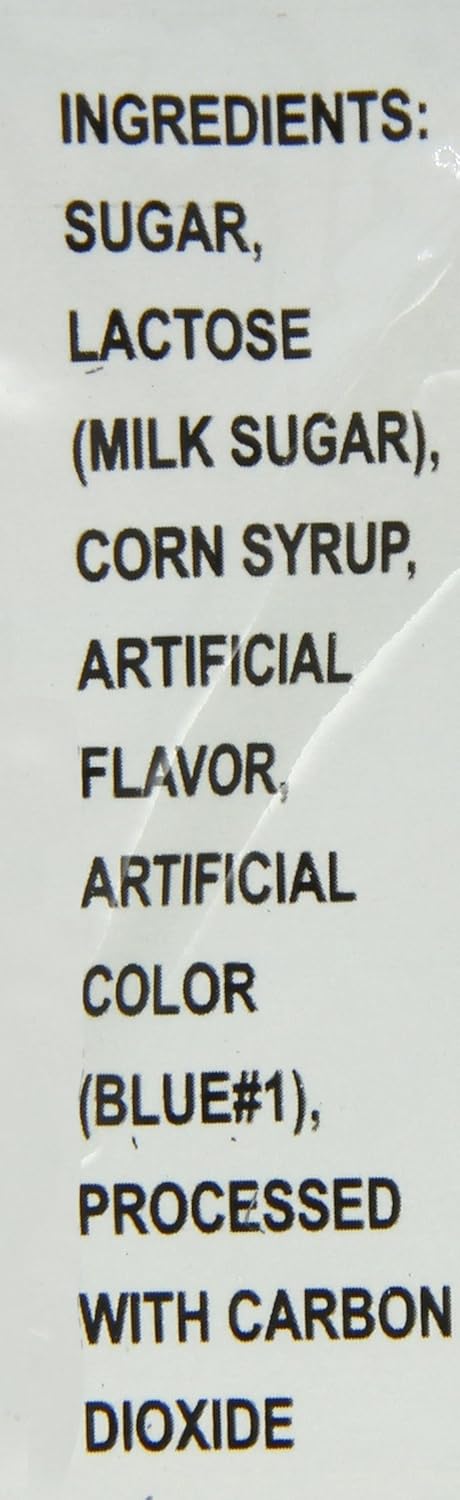 INGREDIENTS:
SUGAR,
LACTOSE
(MILK SUGAR),
CORN SYRUP,
ARTIFICIAL
FLAVOR,
ARTIFICIAL
COLOR
(BLUE#1),
PROCESSED
WITH CARBON
DIOXIDE